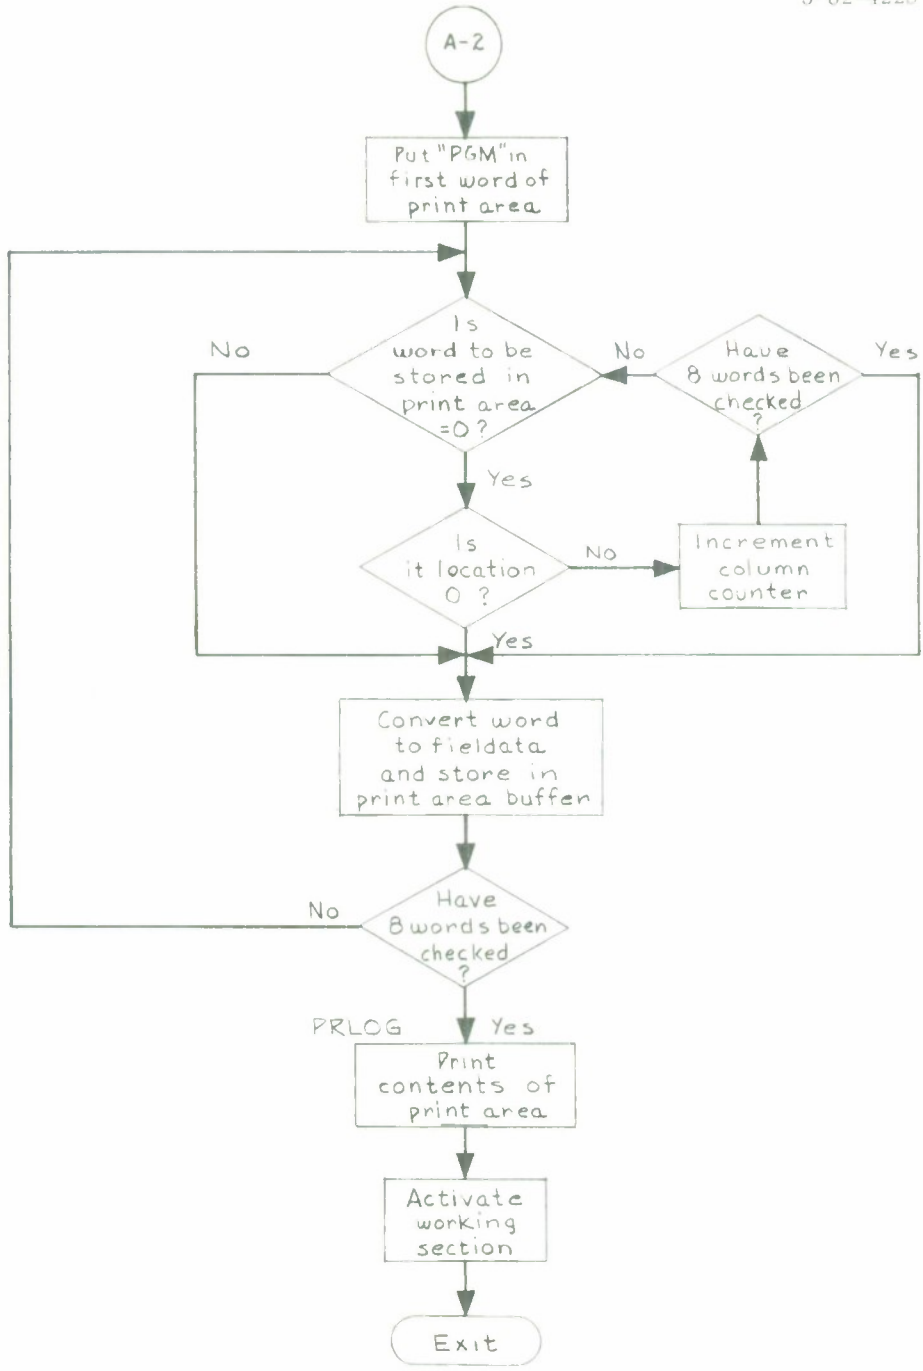 A-2
Put "PGM" in
first word of
print area
Is
word to be
stored in
print area
=0 ?
No
No
Have
8 words been
checked
?
Yes
Yes
Is
it location
0 ?
No
Increment
column
counter
Yes
Convert word
to fieldata
and store in
print area buffer
No
Have
8 words been
checked
?
PRLOG
Yes
Print
contents of
print area
Activate
working
section
Exit